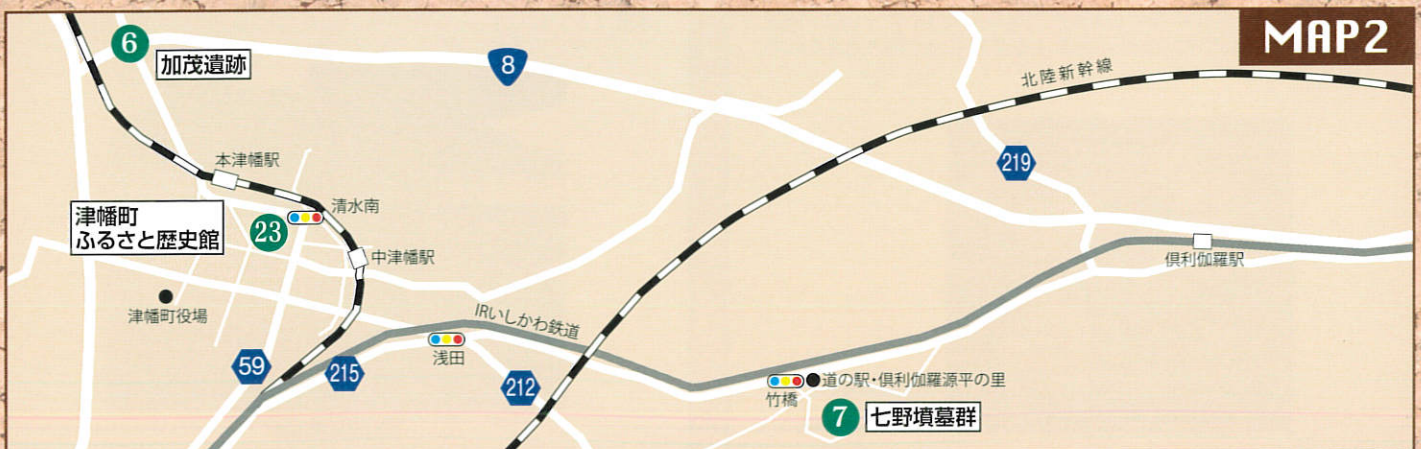 MAP2
6
加茂遺跡
8
北陸新幹線
219
本津幡駅
清水南
津幡町
ふるさと歴史館
23
中津幡駅
倶利伽羅駅
津幡町役場
IRいしかわ鉄道
浅田
59
215
212
道の駅・倶利伽羅源平の里
竹橋
7
七野墳墓群